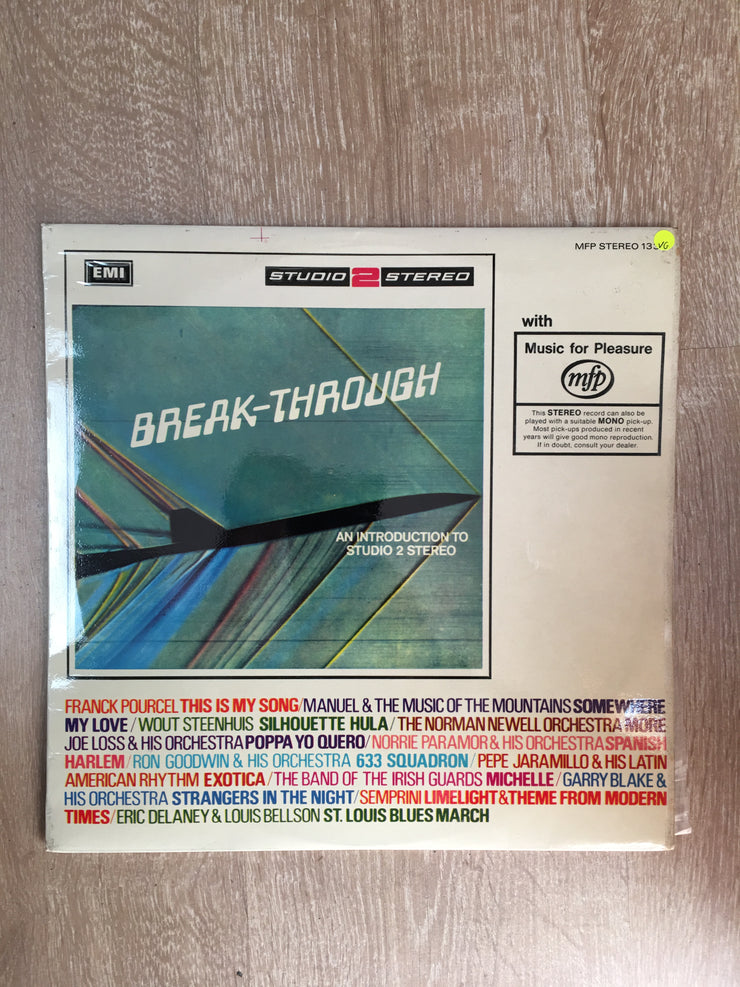 EMI
STUDIO 2 STEREO
MFP STEREO
VG
with
Music for Pleasure
mfp
This STEREO record can also be
played with a suitable MONO pick-up.
Most pick-ups produced in recent
years will give good mono reproduction.
If in doubt, consult your dealer.
BREAK-THROUGH
AN INTRODUCTION TO
STUDIO 2 STEREO
FRANCK POURCEL THIS IS MY SONG/MANUEL & THE MUSIC OF THE MOUNTAINS SOMEWHERE
MY LOVE/WOUT STEENHUIS SILHOUETTE HULA/THE NORMAN NEWELL ORCHESTRA MORE
JOE LOSS & HIS ORCHESTRA POPPA YO QUERO/NORRIE PARAMOR & HIS ORCHESTRA SPANISH
HARLEM/RON GOODWIN & HIS ORCHESTRA 633 SQUADRON/PEPE JARAMILLO & HIS LATIN
AMERICAN RHYTHM EXOTICA/THE BAND OF THE IRISH GUARDS MICHELLE/GARRY BLAKE &
HIS ORCHESTRA STRANGERS IN THE NIGHT/SEMPRINI LIMELIGHT & THEME FROM MODERN
TIMES/ERIC DELANEY & LOUIS BELLSON ST. LOUIS BLUES MARCH